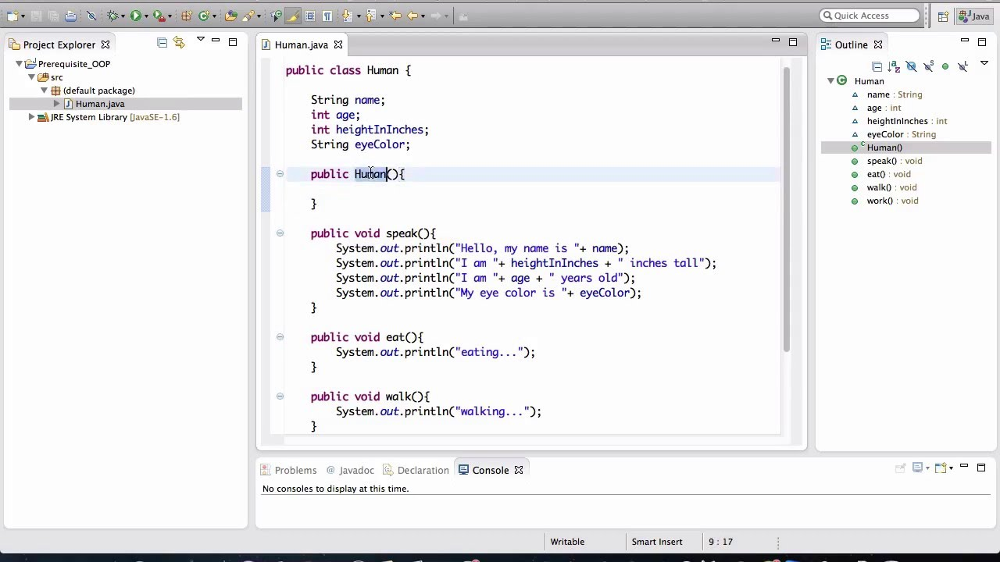 Quick Access
Java
Project Explorer
Prerequisite_OOP
src
(default package)
Human.java
JRE System Library [JavaSE-1.6]
Human.java
public class Human {
String name;
int age;
int heightInInches;
String eyeColor;
public Human(){
}
public void speak(){
System.out.println("Hello, my name is "+ name);
System.out.println("I am "+ heightInInches + " inches tall");
System.out.println("I am "+ age + " years old");
System.out.println("My eye color is "+ eyeColor);
}
public void eat(){
System.out.println("eating...");
}
public void walk(){
System.out.println("walking...");
}
Outline
Human
name : String
age : int
heightInInches : int
eyeColor : String
Human()
speak() : void
eat() : void
walk() : void
work() : void
Problems
@ Javadoc
Declaration
Console
No consoles to display at this time.
Writable
Smart Insert
9 : 17